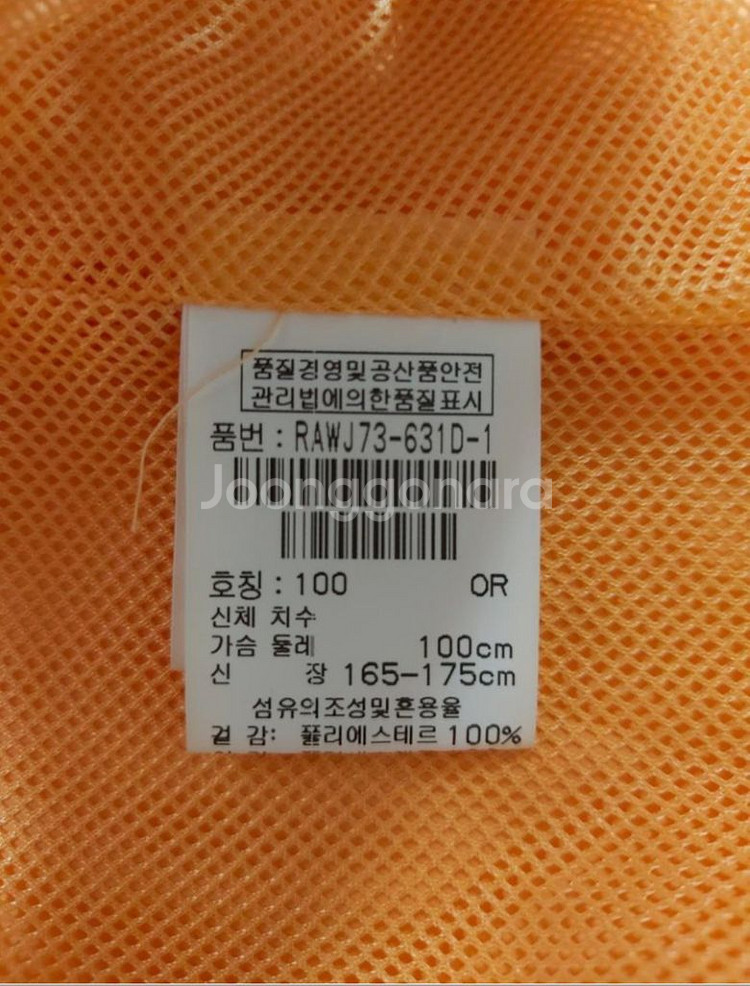 품질경영및공산품안전
관리법에의한품질표시
품번 : RAWJ73-631D-1
Joonggonara
호칭 : 100 OR
신체 치수
가슴 둘레 100cm
신 장 165-175cm
섬유의조성및혼용율
겉 감: 폴리에스테르 100%